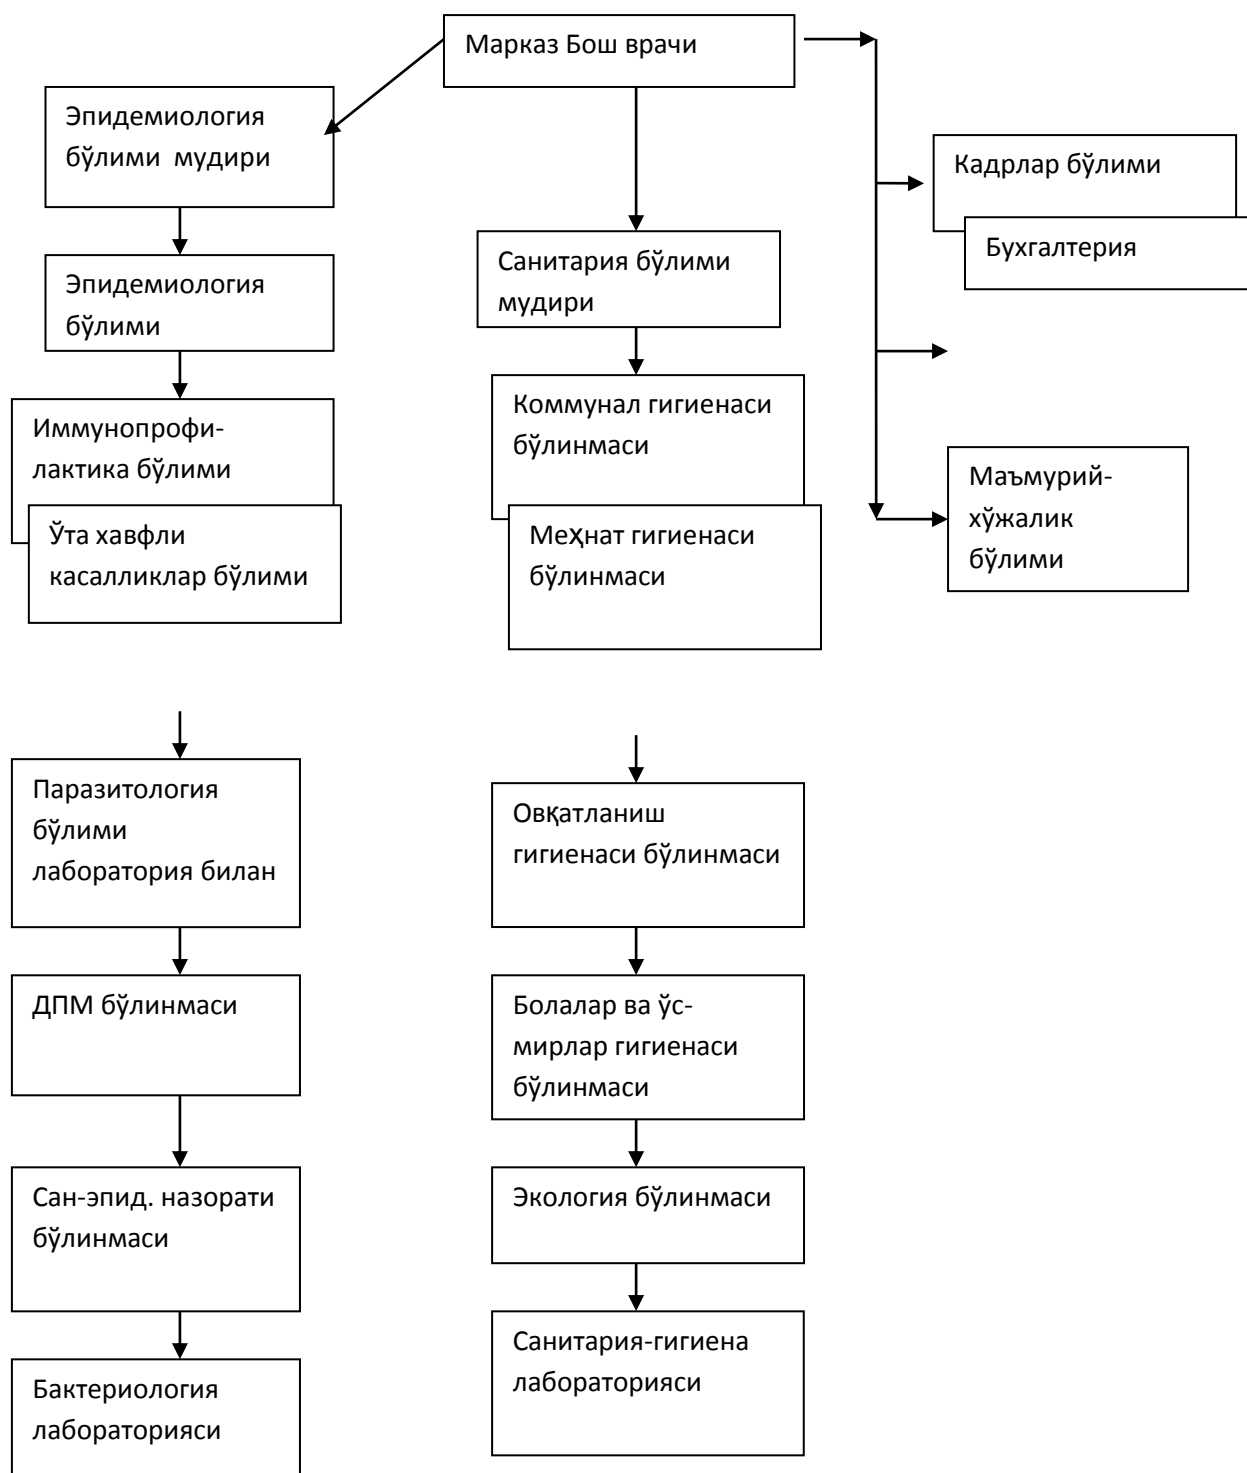 Марказ Бош врачи
Эпидемиология
бўлими мудири
Эпидемиология
бўлими
Иммунопрофи-
лактика бўлими
Ўта хавфли
касалликлар бўлими
Паразитология
бўлими
лаборатория билан
ДПМ бўлинмаси
Сан-эпид. назорати
бўлинмаси
Бактериология
лабораторияси
Санитария бўлими
мудири
Коммунал гигиенаси
бўлинмаси
Меҳнат гигиенаси
бўлинмаси
Овқатланиш
гигиенаси бўлинмаси
Болалар ва ўс-
мирлар гигиенаси
бўлинмаси
Экология бўлинмаси
Санитария-гигиена
лабораторияси
Кадрлар бўлими
Бухгалтерия
Маъмурий-
хўжалик
бўлими